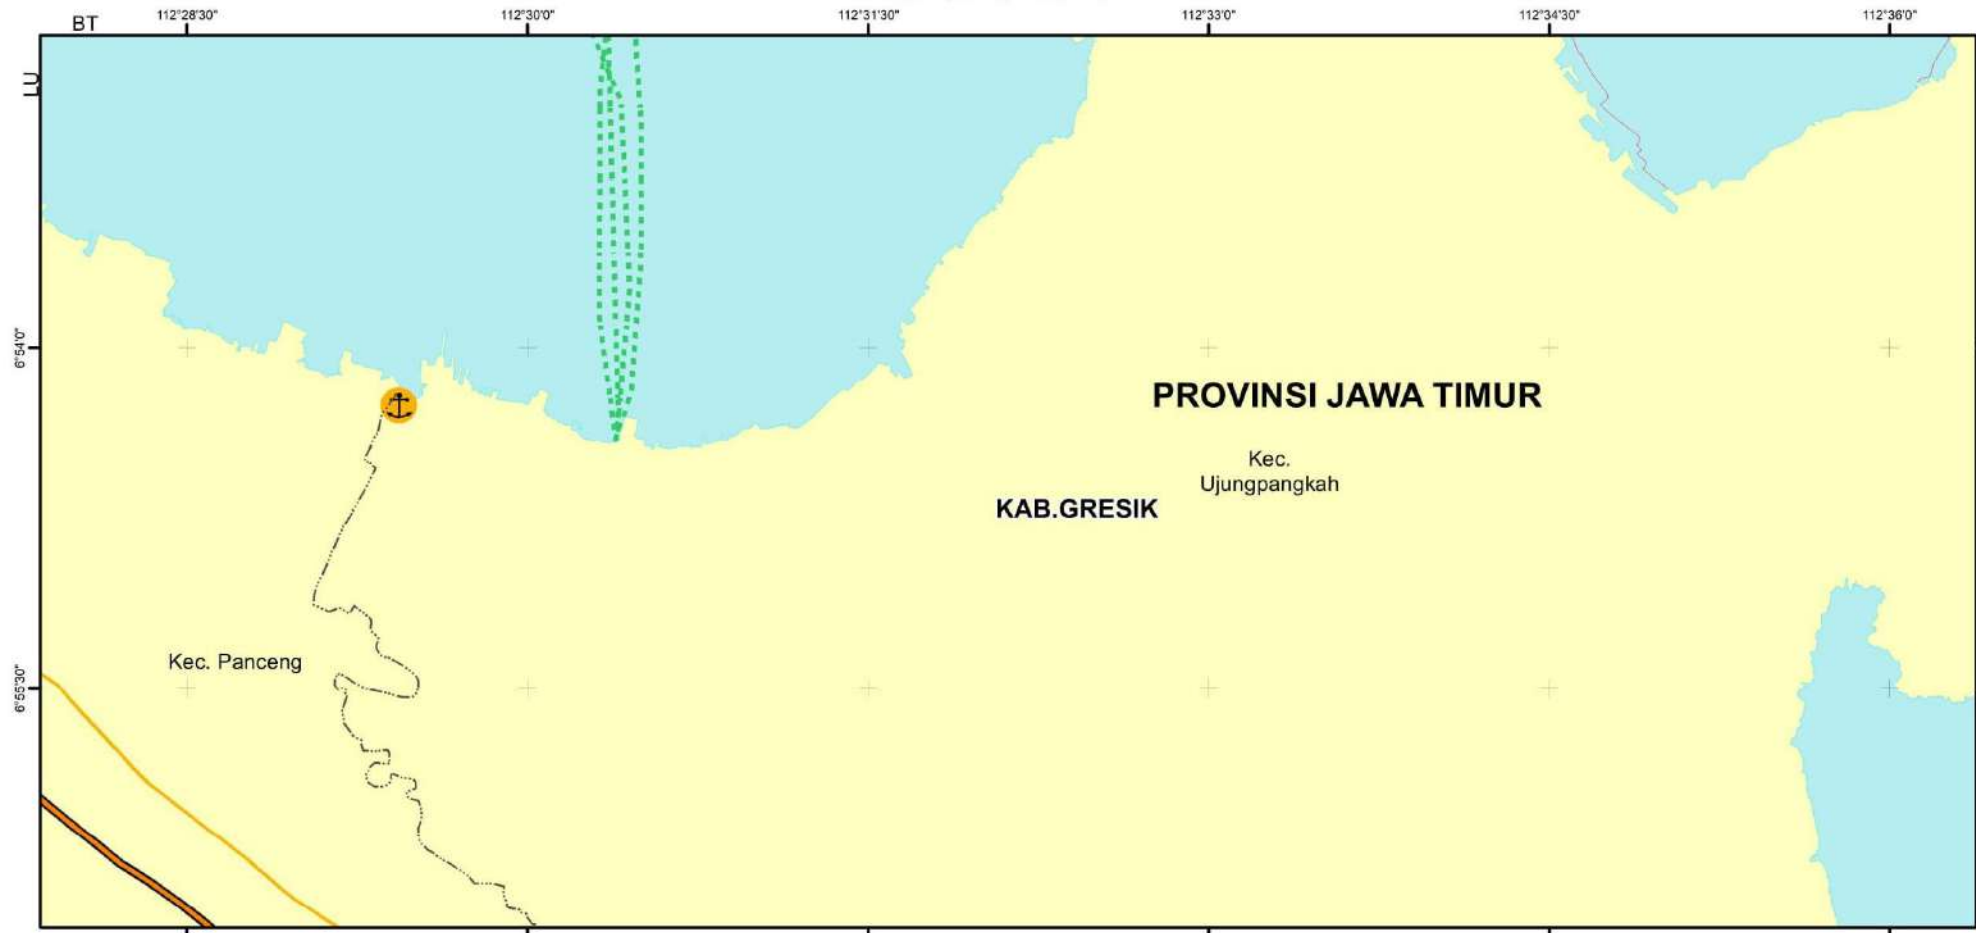 112°28'30"
112°30'0"
112°31'30"
112°33'0"
112°34'30"
112°36'0"
BT
LU
6°54'0"
PROVINSI JAWA TIMUR
Kec.
Ujungpangkah
KAB.GRESIK
Kec. Panceng
6°55'30"